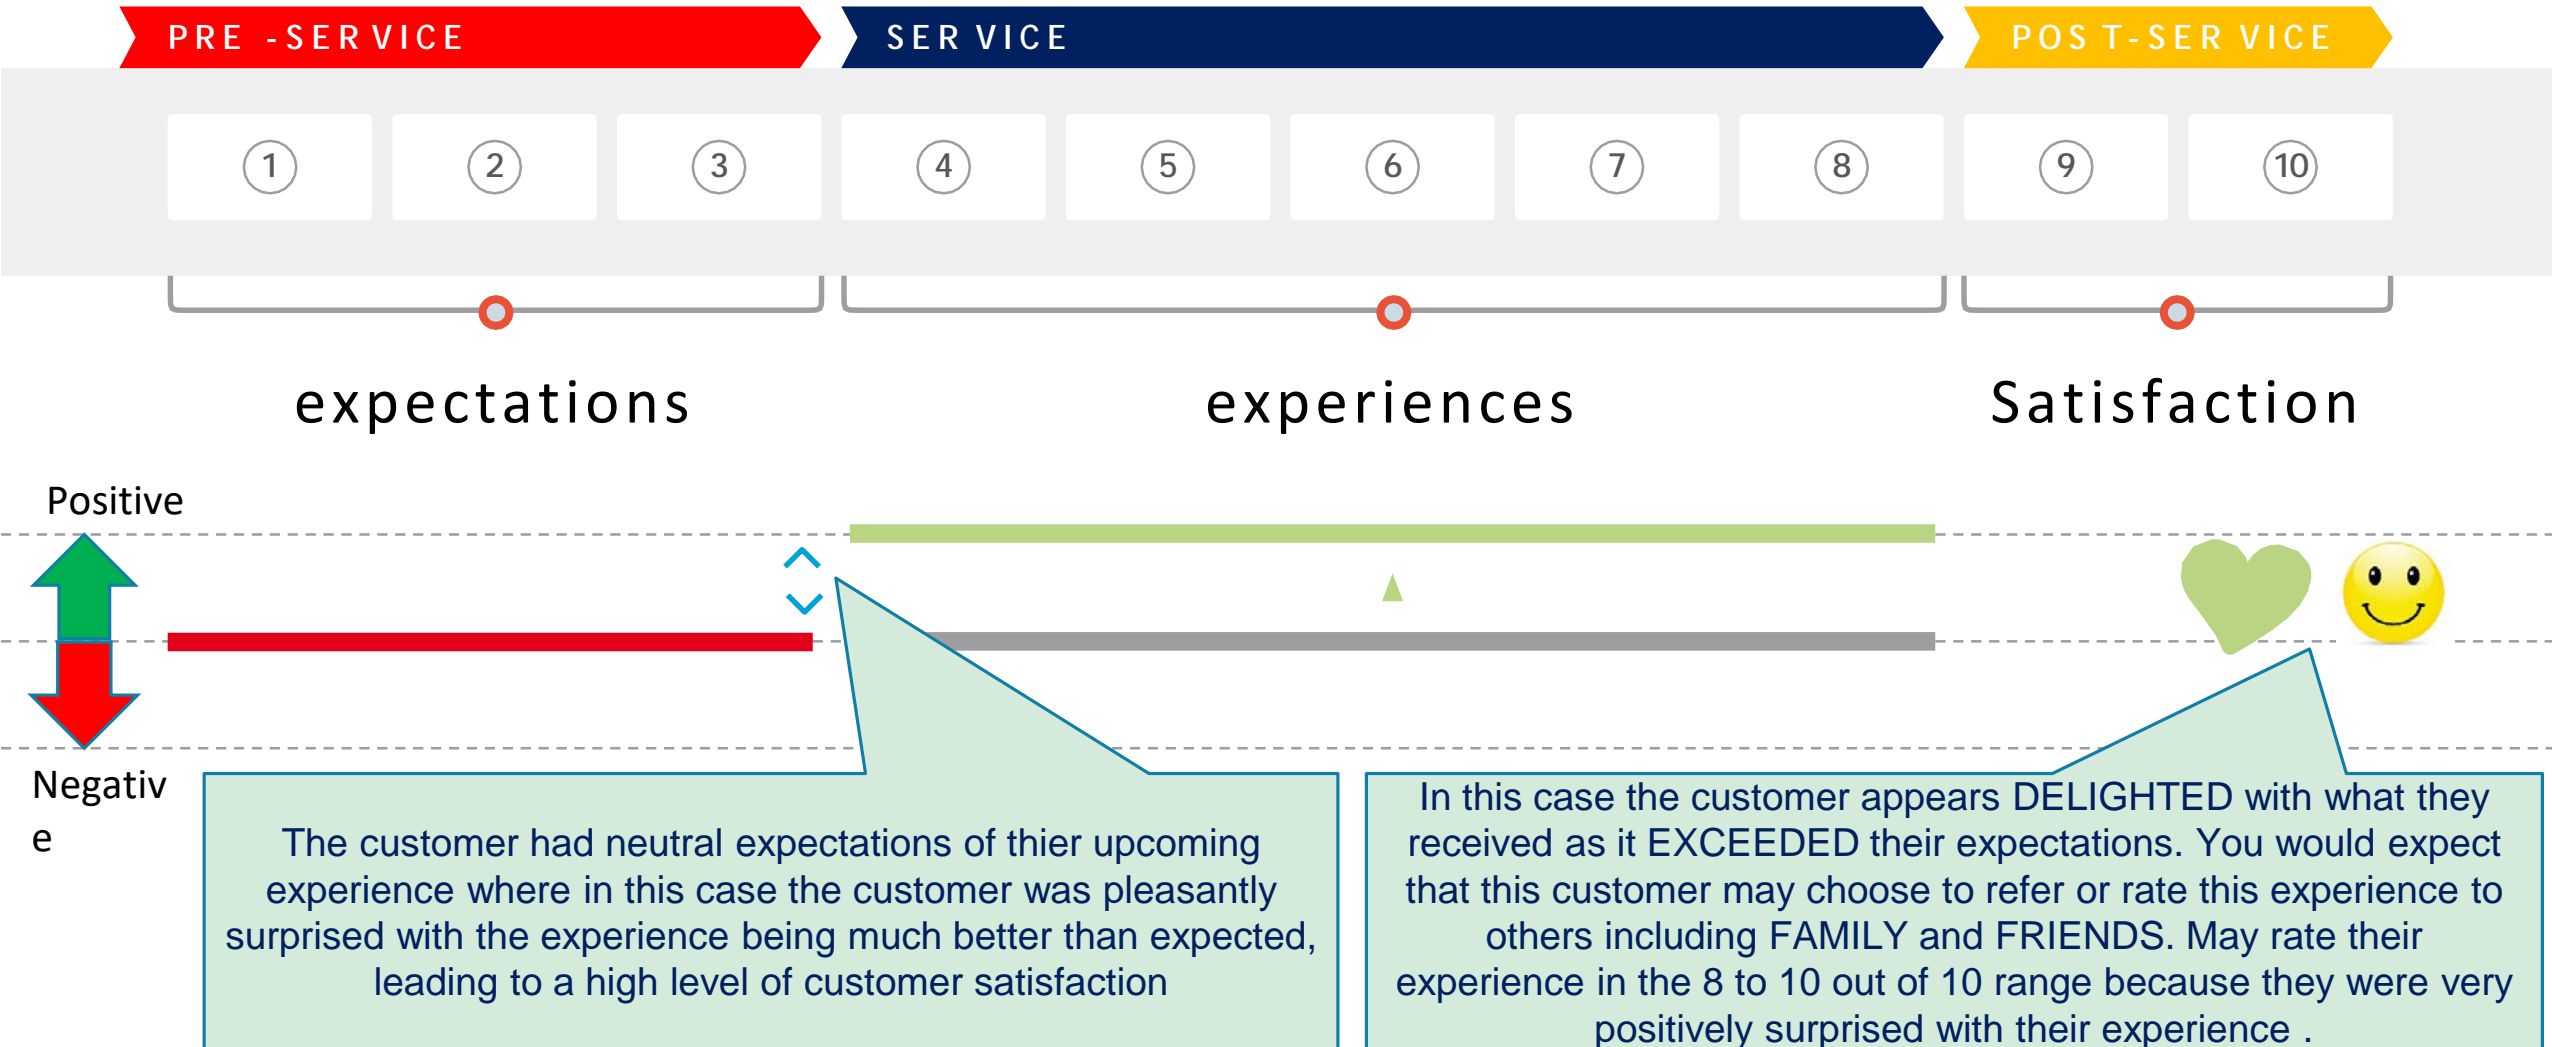 PRE -SERVICE
SERVICE
POST-SERVICE
1
2
3
4
5
6
7
8
9
10
expectations
experiences
Satisfaction
Positive
Negativ
e
The customer had neutral expectations of thier upcoming
experience where in this case the customer was pleasantly
surprised with the experience being much better than expected,
leading to a high level of customer satisfaction
In this case the customer appears DELIGHTED with what they
received as it EXCEEDED their expectations. You would expect
that this customer may choose to refer or rate this experience to
others including FAMILY and FRIENDS. May rate their
experience in the 8 to 10 out of 10 range because they were very
positively surprised with their experience .